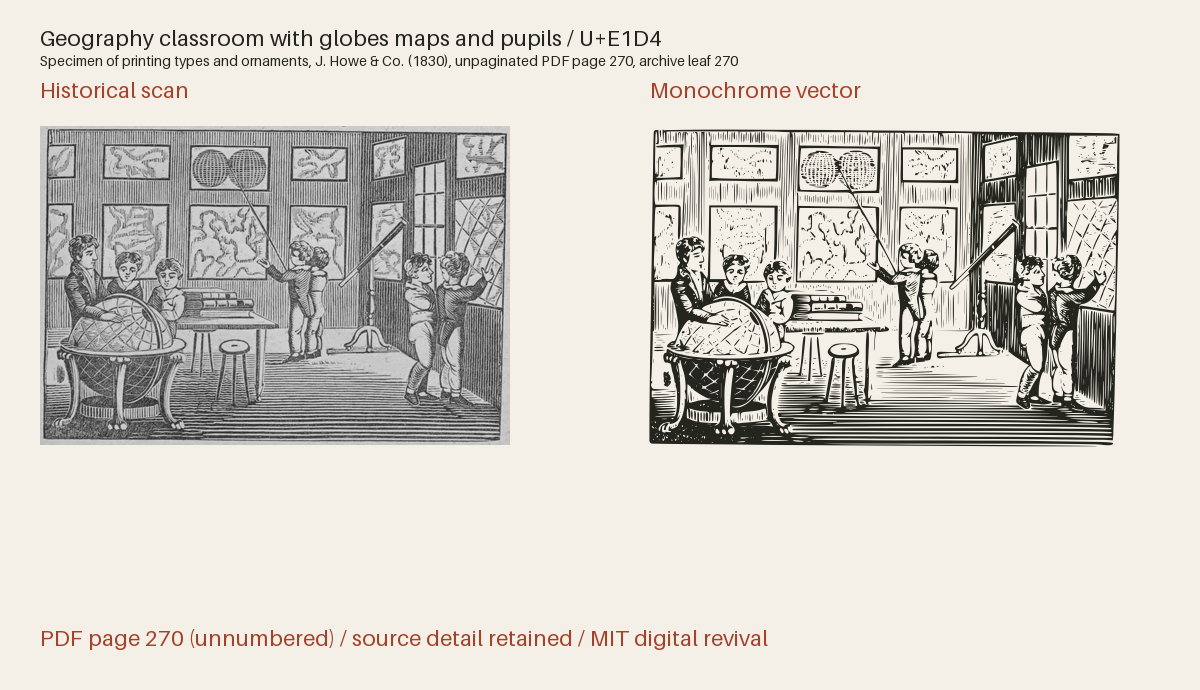 Geography classroom with globes maps and pupils / U+E1D4
Specimen of printing types and ornaments, J. Howe & Co. (1830), unpaginated PDF page 270, archive leaf 270
Historical scan
Monochrome vector
PDF page 270 (unnumbered) / source detail retained / MIT digital revival